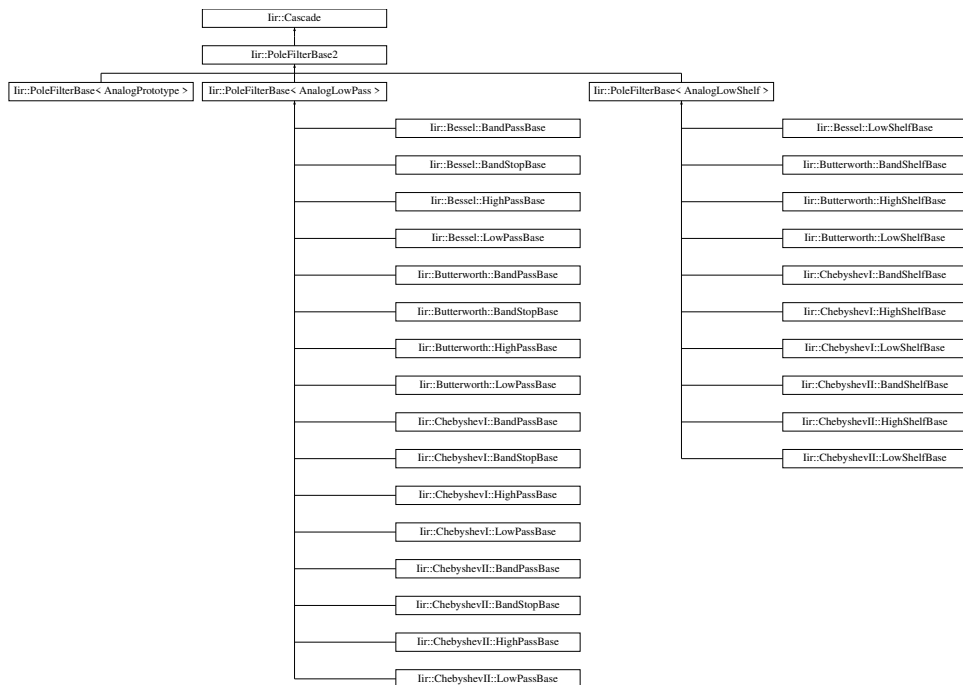 Iir::Cascade
Iir::PoleFilterBase2
Iir::PoleFilterBase< AnalogPrototype >
Iir::PoleFilterBase< AnalogLowPass >
Iir::PoleFilterBase< AnalogLowShelf >
Iir::Bessel::BandPassBase
Iir::Bessel::BandStopBase
Iir::Bessel::HighPassBase
Iir::Bessel::LowPassBase
Iir::Butterworth::BandPassBase
Iir::Butterworth::BandStopBase
Iir::Butterworth::HighPassBase
Iir::Butterworth::LowPassBase
Iir::ChebyshevI::BandPassBase
Iir::ChebyshevI::BandStopBase
Iir::ChebyshevI::HighPassBase
Iir::ChebyshevI::LowPassBase
Iir::ChebyshevII::BandPassBase
Iir::ChebyshevII::BandStopBase
Iir::ChebyshevII::HighPassBase
Iir::ChebyshevII::LowPassBase
Iir::Bessel::LowShelfBase
Iir::Butterworth::BandShelfBase
Iir::Butterworth::HighShelfBase
Iir::Butterworth::LowShelfBase
Iir::ChebyshevI::BandShelfBase
Iir::ChebyshevI::HighShelfBase
Iir::ChebyshevI::LowShelfBase
Iir::ChebyshevII::BandShelfBase
Iir::ChebyshevII::HighShelfBase
Iir::ChebyshevII::LowShelfBase